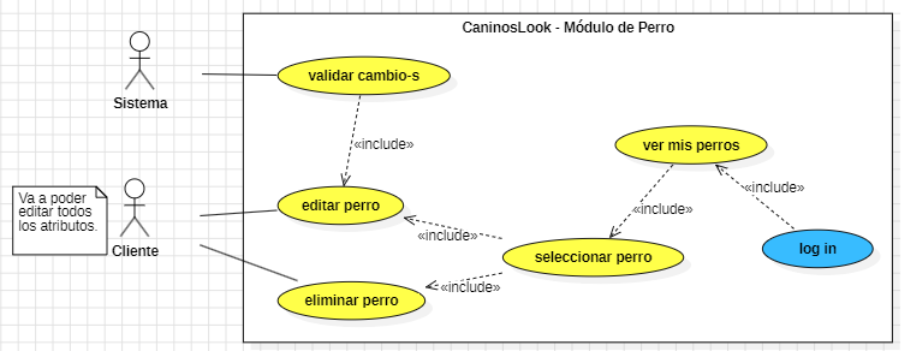 CaninosLook - Módulo de Perro
validar cambio-s
Sistema
«include»
ver mis perros
«include»
Va a poder
editar todos
los atributos.
editar perro
«include»
«include»
Cliente
log in
seleccionar perro
«include»
eliminar perro